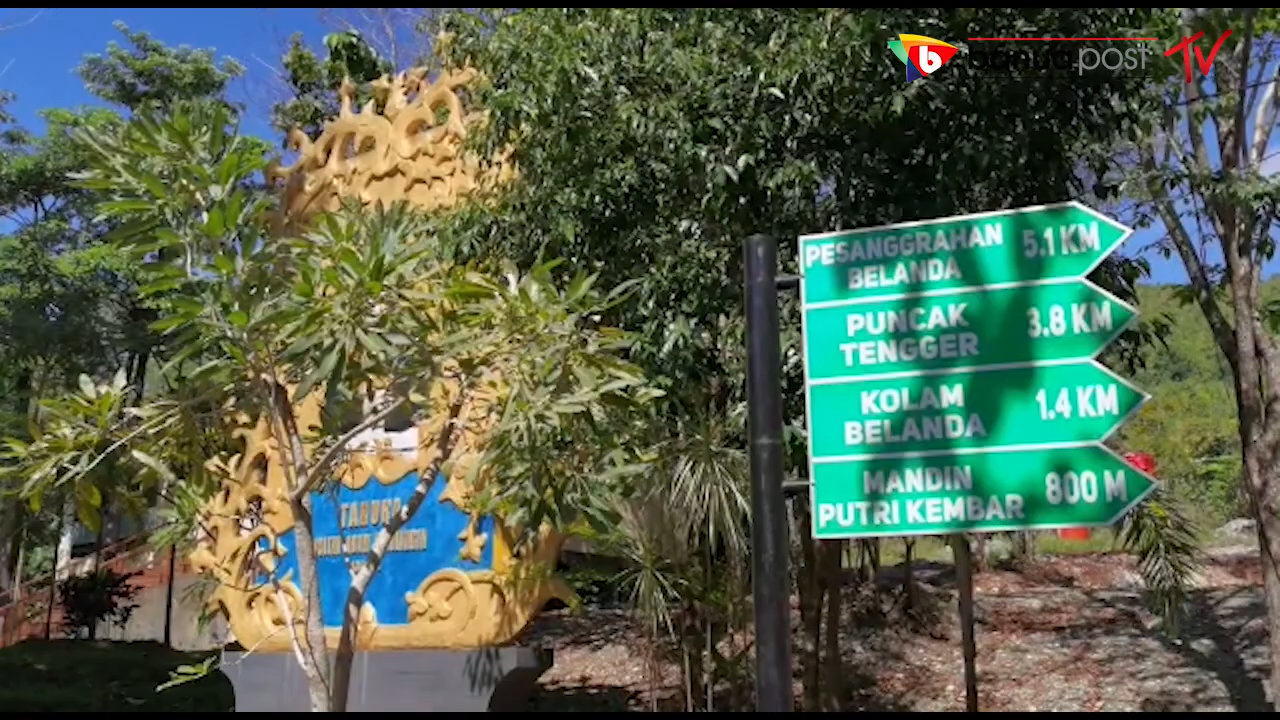 post TV
PESANGGRAHAN
BELANDA
5.1 KM
PUNCAK
TENGGER
3.8 KM
KOLAM
BELANDA
1.4 KM
MANDIN
PUTRI KEMBAR
800 M
TAHURA